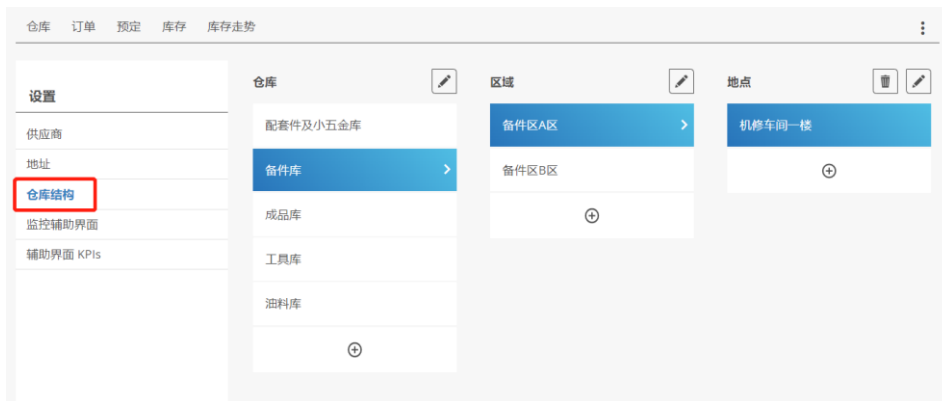 仓库 订单 预定 库存 库存走势
设置
供应商
地址
仓库结构
监控辅助界面
辅助界面 KPIs
仓库
配套件及小五金库
备件库
成品库
工具库
油料库
区域
备件区A区
备件区B区
地点
机修车间一楼